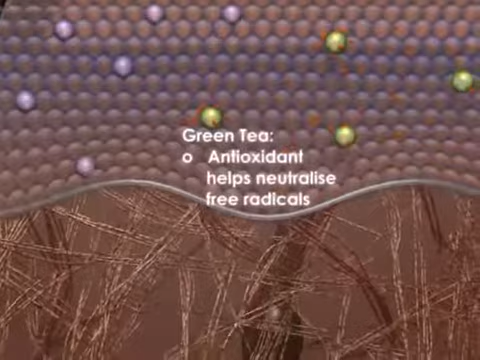 Green Tea:
o Antioxidant
helps neutralise
free radicals